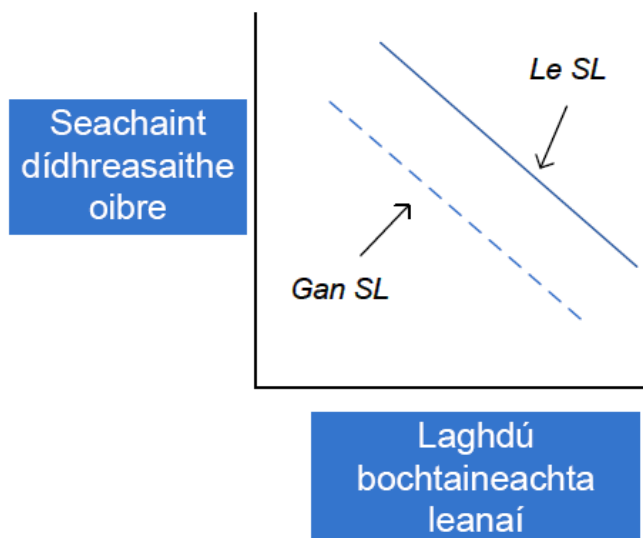 Le SL
Seachaint
dídhreasaithe
oibre
Gan SL
Laghdú
bochtaineachta
leanaí